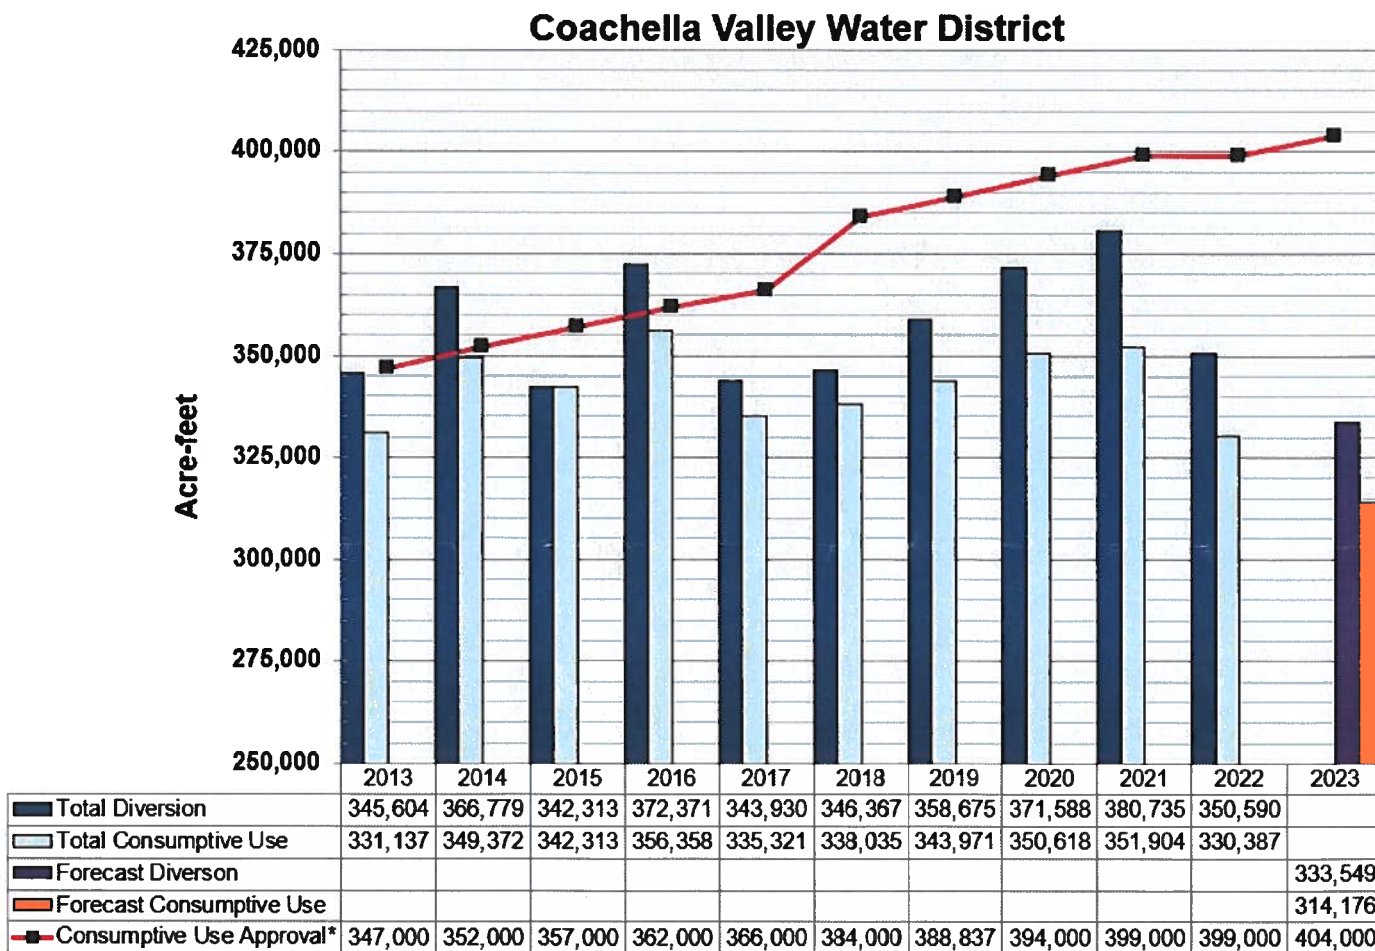 Coachella Valley Water District
425,000
400,000
375,000
350,000
325,000
300,000
275,000
250,000
Acre-feet
2013 2014 2015 2016 2017 2018 2019 2020 2021 2022 2023
Total Diversion 345,604 366,779 342,313 372,371 343,930 346,367 358,675 371,588 380,735 350,590
Total Consumptive Use 331,137 349,372 342,313 356,358 335,321 338,035 343,971 350,618 351,904 330,387
Forecast Diverson 333,549
Forecast Consumptive Use 314,176
Consumptive Use Approval* 347,000 352,000 357,000 362,000 366,000 384,000 388,837 394,000 399,000 399,000 404,000